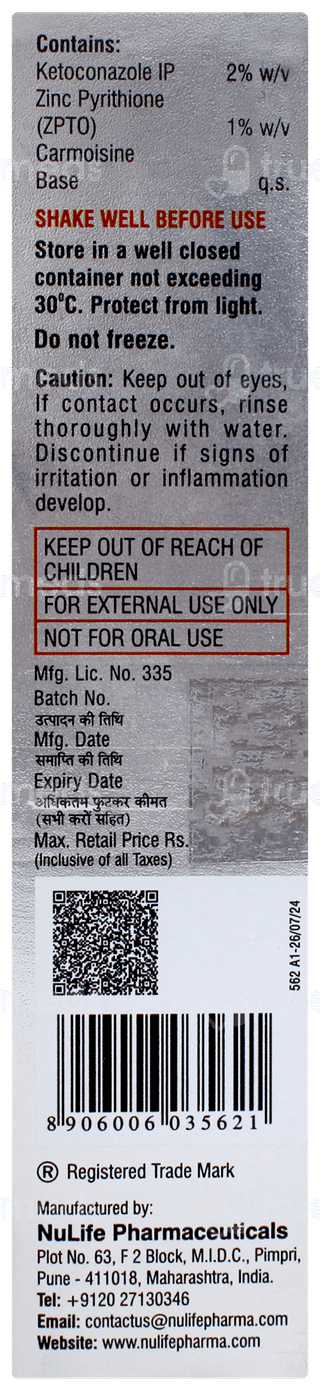 Contains:
Ketoconazole IP 2% w/v
Zinc Pyrithione
(ZPTO) 1% w/v
Carmoisine
Base q.s.
SHAKE WELL BEFORE USE
Store in a well closed
container not exceeding
30⁰C. Protect from light.
Do not freeze.
Caution: Keep out of eyes,
If contact occurs, rinse
thoroughly with water.
Discontinue if signs of
irritation or inflammation
develop.
KEEP OUT OF REACH OF
CHILDREN
FOR EXTERNAL USE ONLY
NOT FOR ORAL USE
Mfg. Lic. No. 335
Batch No.
उत्पादन की तिथि
Mfg. Date
समाप्ति की तिथि
Expiry Date
अधिकतम फुटकर कीमत
(सभी करों सहित)
Max. Retail Price Rs.
(Inclusive of all Taxes)
562 A1-26/07/24
8 906006 035621
® Registered Trade Mark
Manufactured by:
NuLife Pharmaceuticals
Plot No. 63, F 2 Block, M.I.D.C., Pimpri,
Pune - 411018, Maharashtra, India.
Tel: +9120 27130346
Email: contactus@nulifepharma.com
Website: www.nulifepharma.com